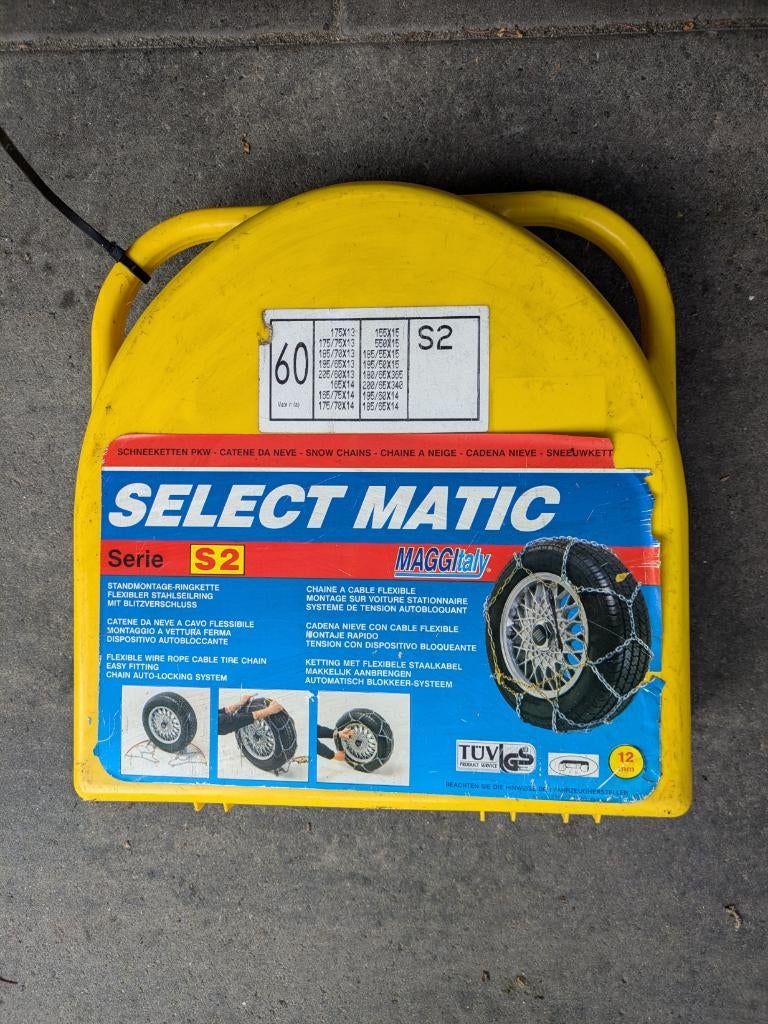 60
Made in Italy
175X13
175/75X13
185/70X13
195/65X13
205/60X13
165X14
165/75X14
175/70X14
155X15
550X15
185/55X15
195/50X15
180/65X365
200/65X340
195/60X14
185/65X14
S2
SCHNEEKETTEN PKW - CATENE DA NEVE - SNOW CHAINS - CHAINE A NEIGE - CADENA NIEVE - SNEEUWKETT
SELECT MATIC
Serie S2
MAGGItaly
STANDMONTAGE-RINGKETTE
FLEXIBLER STAHLSEILRING
MIT BLITZVERSCHLUSS
CATENE DA NEVE A CAVO FLESSIBILE
MONTAGGIO A VETTURA FERMA
DISPOSITIVO AUTOBLOCCANTE
FLEXIBLE WIRE ROPE CABLE TIRE CHAIN
EASY FITTING
CHAIN AUTO-LOCKING SYSTEM
CHAINE A CABLE FLEXIBLE
MONTAGE SUR VOITURE STATIONNAIRE
SYSTEME DE TENSION AUTOBLOQUANT
CADENA NIEVE CON CABLE FLEXIBLE
MONTAJE RAPIDO
TENSION CON DISPOSITIVO BLOQUEANTE
KETTING MET FLEXIBELE STAALKABEL
MAKKELIJK AANBRENGEN
AUTOMATISCH BLOKKEER-SYSTEEM
TÜV
PRODUCT SERVICE
GS
12
mm
BEACHTEN SIE DIE HINWEISE DER FAHRZEUGHERSTELLER